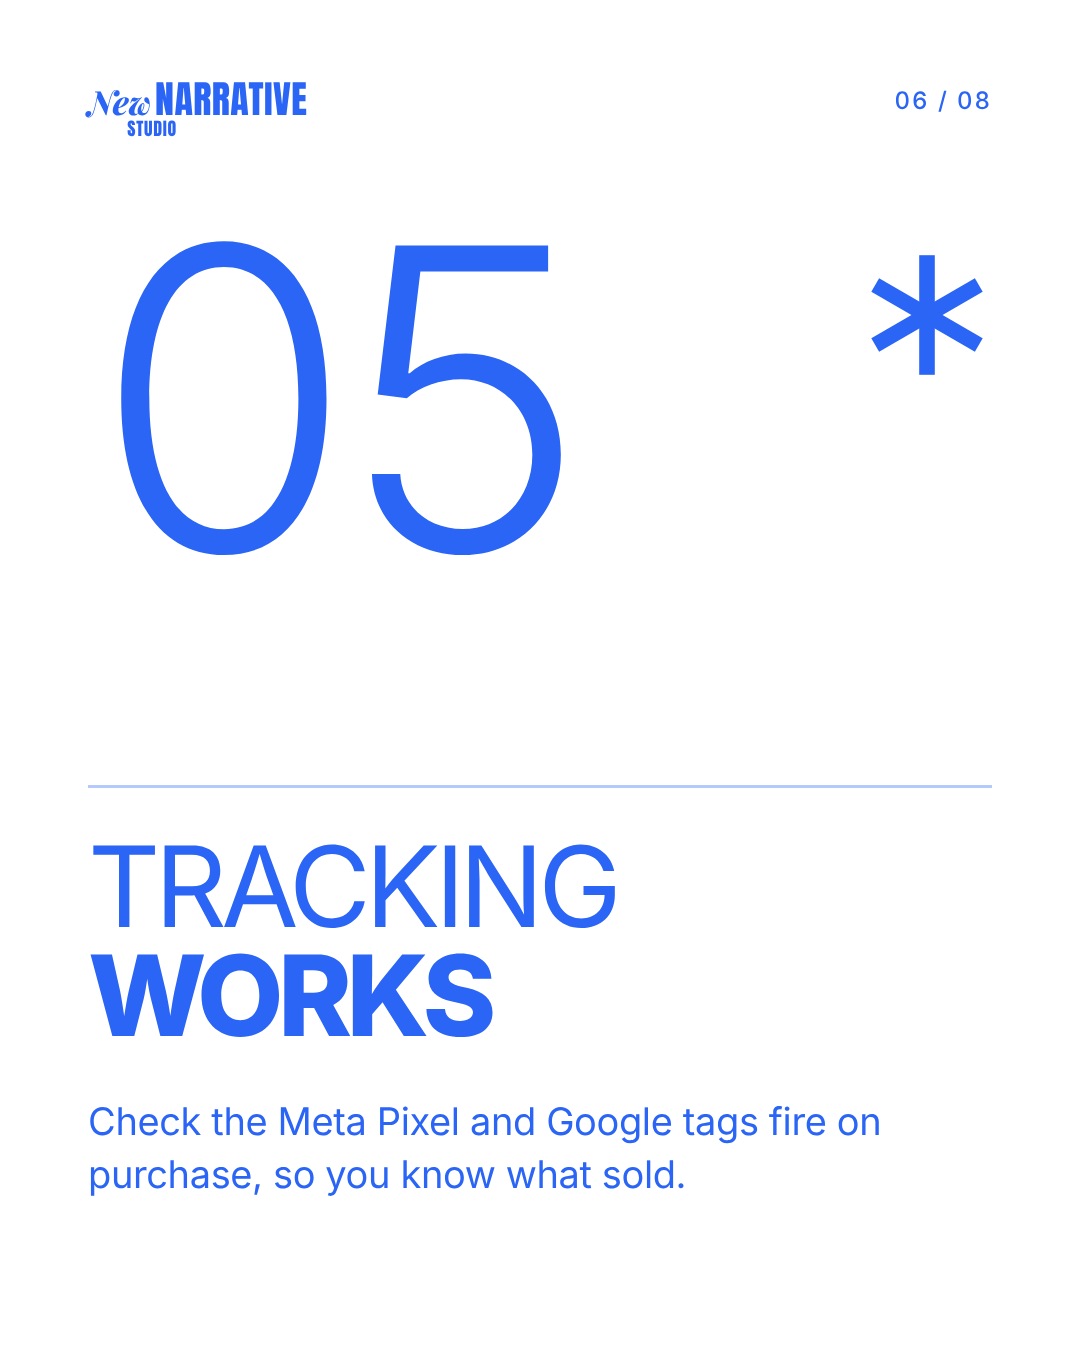 New NARRATIVE
STUDIO
06 / 08
05
*
TRACKING
WORKS
Check the Meta Pixel and Google tags fire on
purchase, so you know what sold.